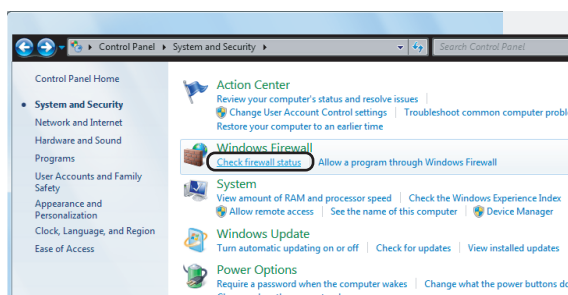 Control Panel System and Security Search Control Panel
Control Panel Home
System and Security
Network and Internet
Hardware and Sound
Programs
User Accounts and Family
Safety
Appearance and
Personalization
Clock, Language, and Region
Ease of Access
Action Center
Review your computer's status and resolve issues
Change User Account Control settings Troubleshoot common computer proble
Restore your computer to an earlier time
Windows Firewall
Check firewall status Allow a program through Windows Firewall
System
View amount of RAM and processor speed Check the Windows Experience Index
Allow remote access See the name of this computer Device Manager
Windows Update
Turn automatic updating on or off Check for updates View installed updates
Power Options
Require a password when the computer wakes Change what the power buttons do